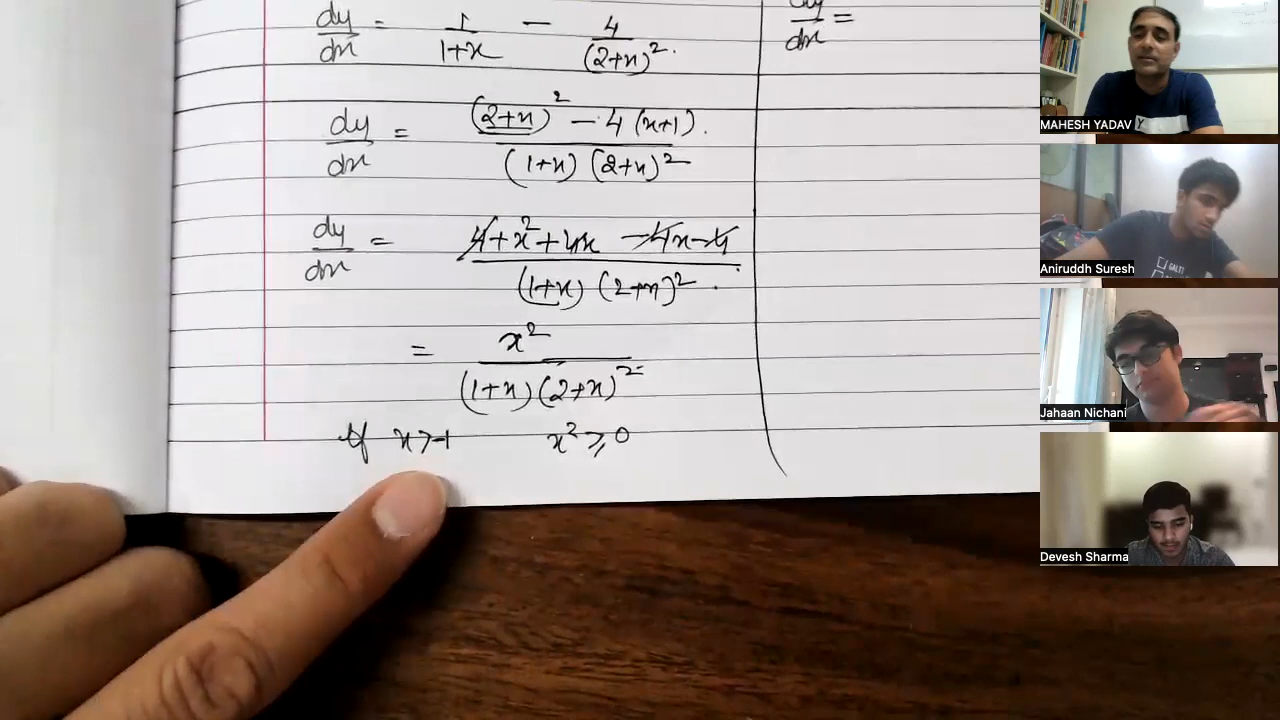 dy/dx = 1/(1+x) - 4/(2+x)².
dy/dx = ((2+x)² - 4(x+1).)/((1+x)(2+x)²)
dy/dx = (4+x²+4x -4x-4)/((1+x)(2+x)².)
= x²/((1+x)(2+x)²)
If x>-1 x² ≥ 0
dy/dx =
MAHESH YADAV
Aniruddh Suresh
Jahaan Nichani
Devesh Sharma